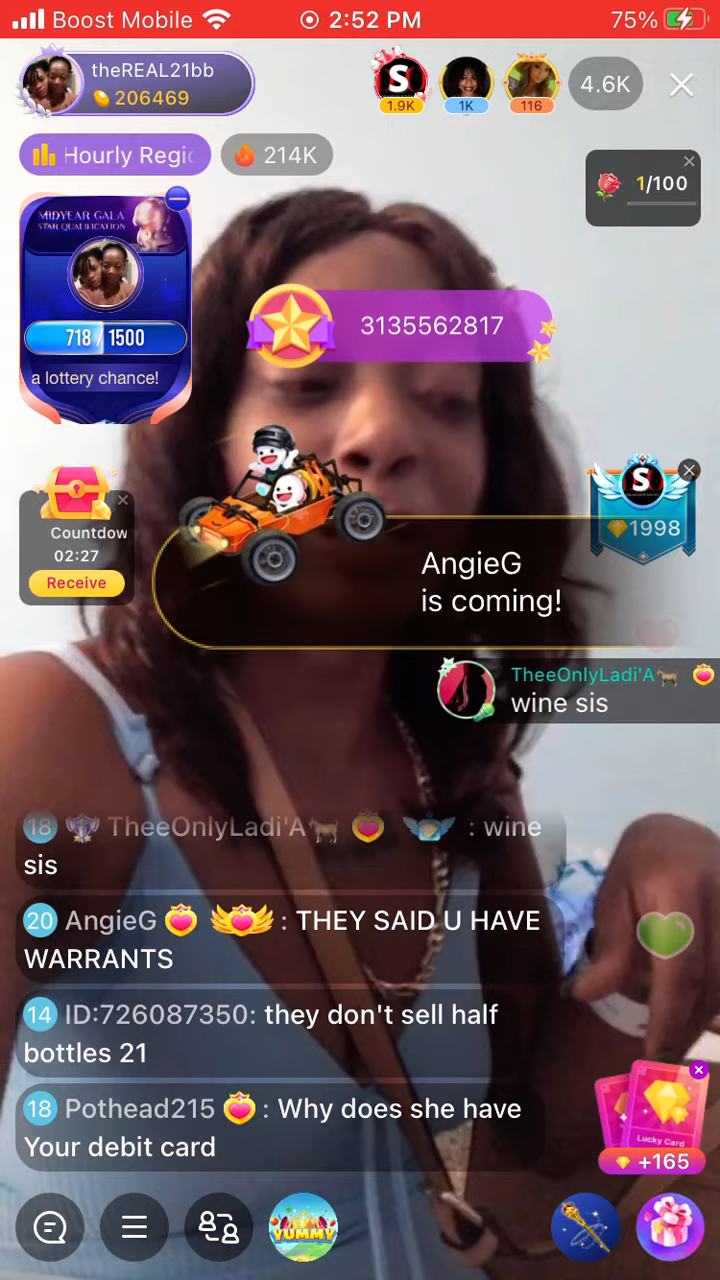 Boost Mobile
2:52 PM
75%
theREAL21bb
206469
S
1.9K
1K
116
4.6K
Hourly Regic
214K
1/100
MIDYEAR GALA
STAR QUALIFICATION
718 / 1500
a lottery chance!
3135562817
Countdow
02:27
Receive
1998
AngieG
is coming!
TheeOnlyLadi'A
wine sis
18 TheeOnlyLadi'A : wine
sis
20 AngieG : THEY SAID U HAVE
WARRANTS
14 ID:726087350: they don't sell half
bottles 21
18 Pothead215 : Why does she have
Your debit card
Lucky Card
+165
YUMMY